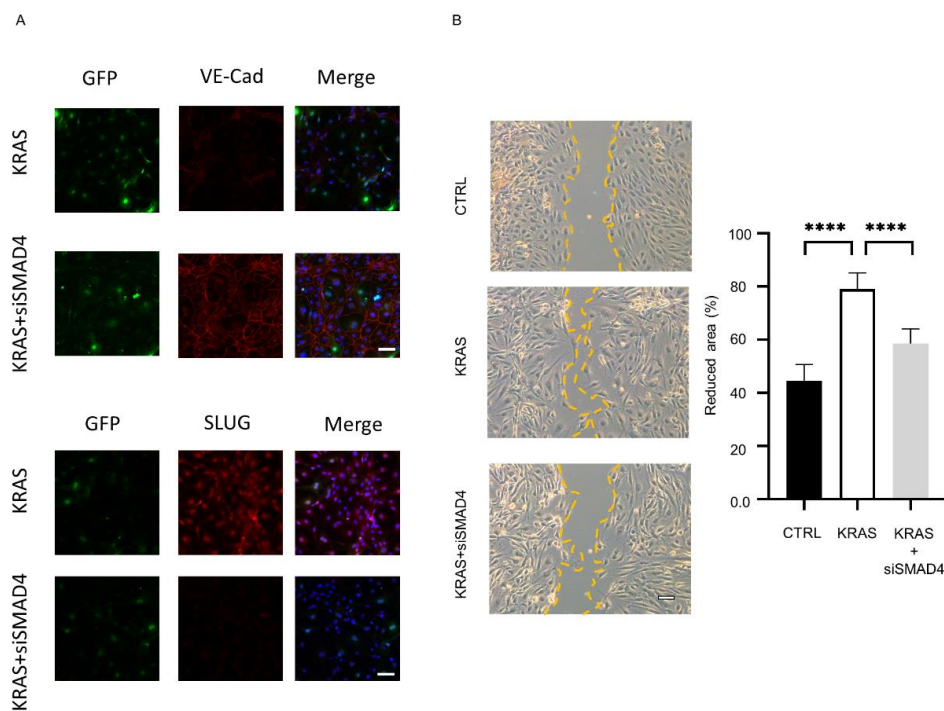 A
B
GFP VE-Cad Merge
KRAS
KRAS+siSMAD4
GFP SLUG Merge
KRAS
KRAS+siSMAD4
CTRL
KRAS
KRAS+siSMAD4
**** ****
Reduced area (%)
100
80
60
40
20
0.0
CTRL KRAS KRAS
+
siSMAD4